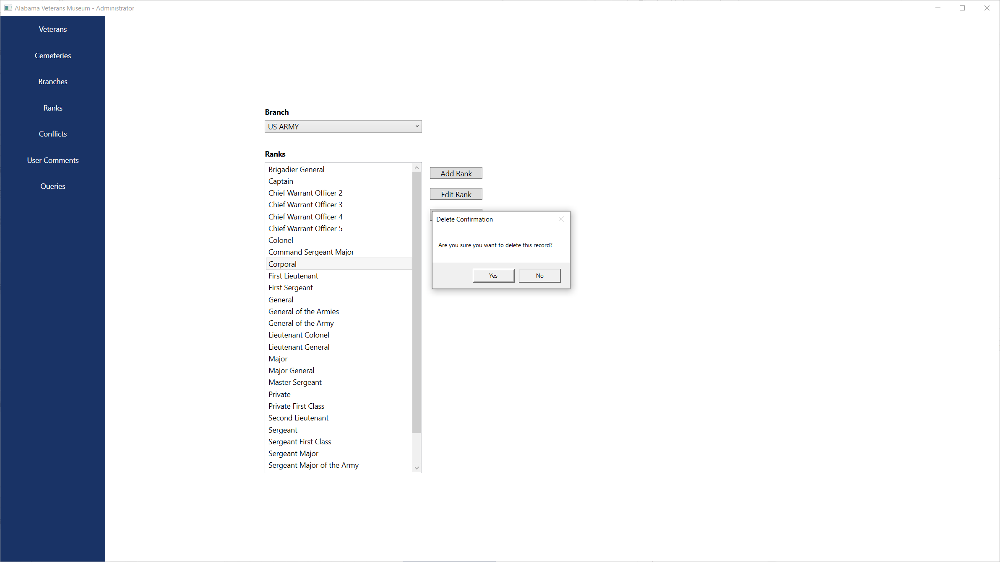 Alabama Veterans Museum - Administrator
Veterans
Cemeteries
Branches
Ranks
Conflicts
User Comments
Queries
Branch
US ARMY
Ranks
Brigadier General
Captain
Chief Warrant Officer 2
Chief Warrant Officer 3
Chief Warrant Officer 4
Chief Warrant Officer 5
Colonel
Command Sergeant Major
Corporal
First Lieutenant
First Sergeant
General
General of the Armies
General of the Army
Lieutenant Colonel
Lieutenant General
Major
Major General
Master Sergeant
Private
Private First Class
Second Lieutenant
Sergeant
Sergeant First Class
Sergeant Major
Sergeant Major of the Army
Add Rank
Edit Rank
Delete Confirmation
Are you sure you want to delete this record?
Yes
No